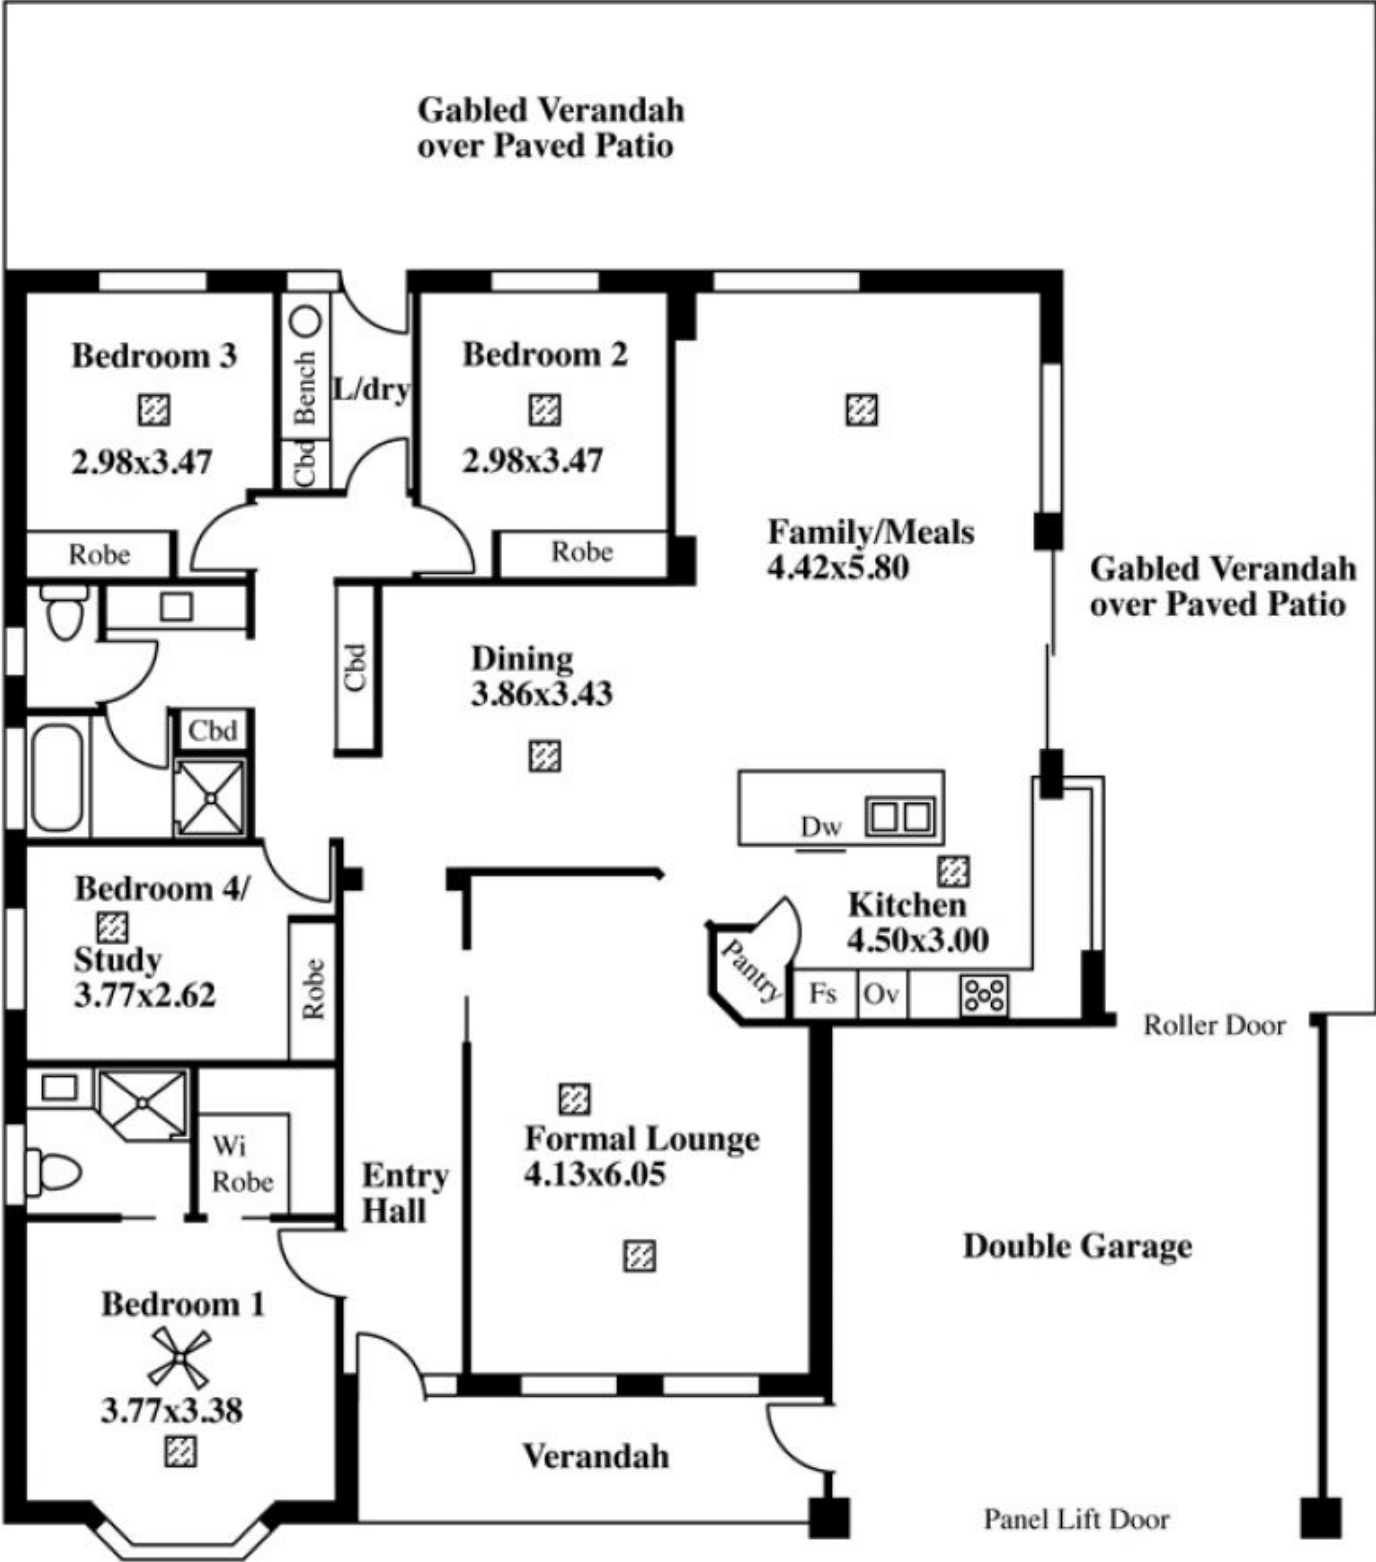 Gabled Verandah
over Paved Patio
Bedroom 3
2.98x3.47
Robe
Bench
Cbd
L/dry
Bedroom 2
2.98x3.47
Robe
Family/Meals
4.42x5.80
Gabled Verandah
over Paved Patio
Cbd
Dining
3.86x3.43
Cbd
Dw
Kitchen
4.50x3.00
Pantry
Fs
Ov
Roller Door
Bedroom 4/
Study
3.77x2.62
Robe
Wi
Robe
Entry
Hall
Formal Lounge
4.13x6.05
Double Garage
Bedroom 1
3.77x3.38
Verandah
Panel Lift Door